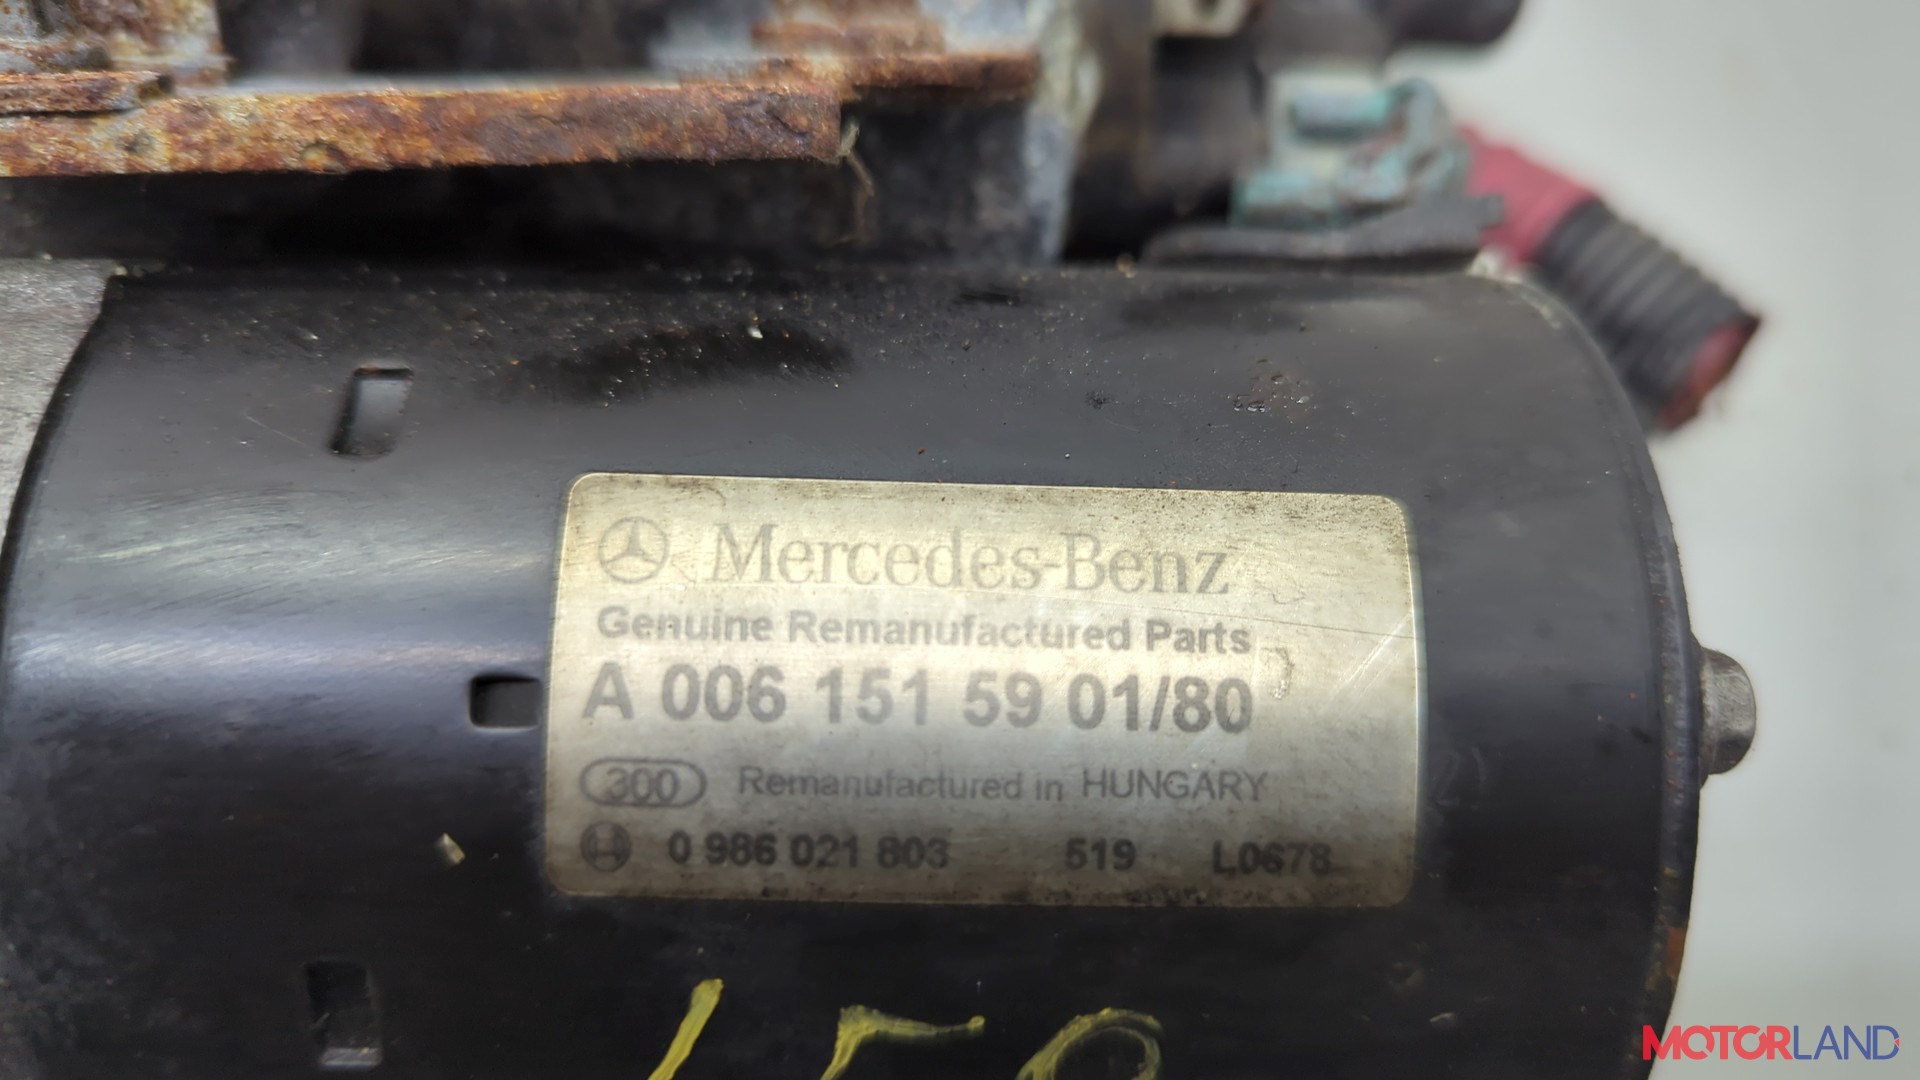 Mercedes-Benz
Genuine Remanufactured Parts
A 006 151 59 01/80
300 Remanufactured in HUNGARY
0 986 021 803 519 L0678
MOTORLAND